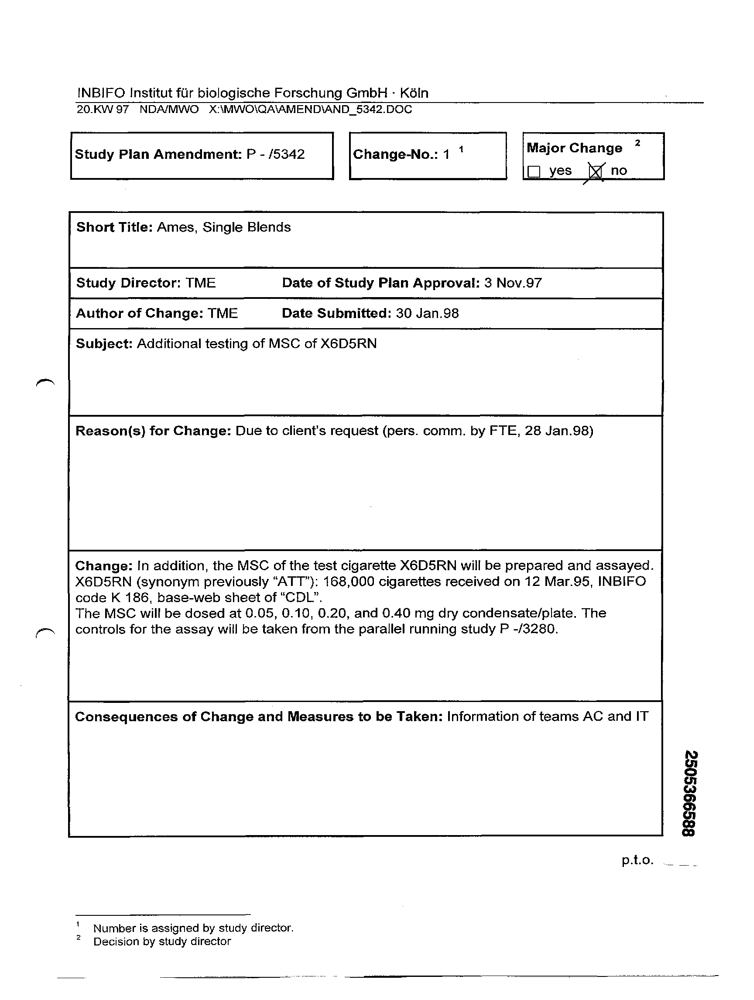 INBIFO Institut für biologische Forschung GmbH · Köln
20.KW 97 NDA/MWO X:\MWO\QA\AMEND\AND_5342.DOC
Study Plan Amendment: P - /5342
Change-No.: 1 1
Major Change 2
☐ yes ☒ no
Short Title: Ames, Single Blends
Study Director: TME Date of Study Plan Approval: 3 Nov.97
Author of Change: TME Date Submitted: 30 Jan.98
Subject: Additional testing of MSC of X6D5RN
Reason(s) for Change: Due to client's request (pers. comm. by FTE, 28 Jan.98)
Change: In addition, the MSC of the test cigarette X6D5RN will be prepared and assayed.
X6D5RN (synonym previously “ATT”): 168,000 cigarettes received on 12 Mar.95, INBIFO
code K 186, base-web sheet of “CDL”.
The MSC will be dosed at 0.05, 0.10, 0.20, and 0.40 mg dry condensate/plate. The
controls for the assay will be taken from the parallel running study P -/3280.
Consequences of Change and Measures to be Taken: Information of teams AC and IT
2505366588
p.t.o.
1 Number is assigned by study director.
2 Decision by study director